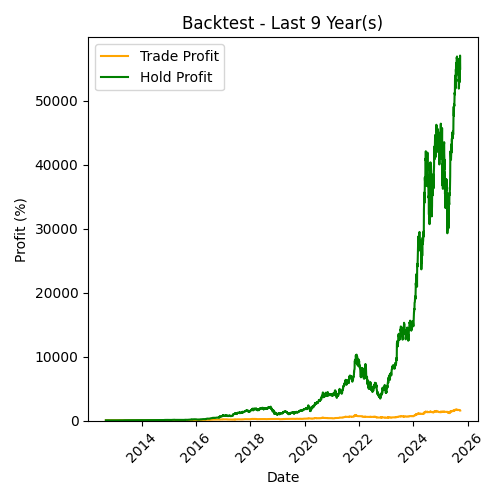 Backtest - Last 9 Year(s)
Trade Profit
Hold Profit
Profit (%)
50000
40000
30000
20000
10000
0
2014
2016
2018
2020
2022
2024
2026
Date